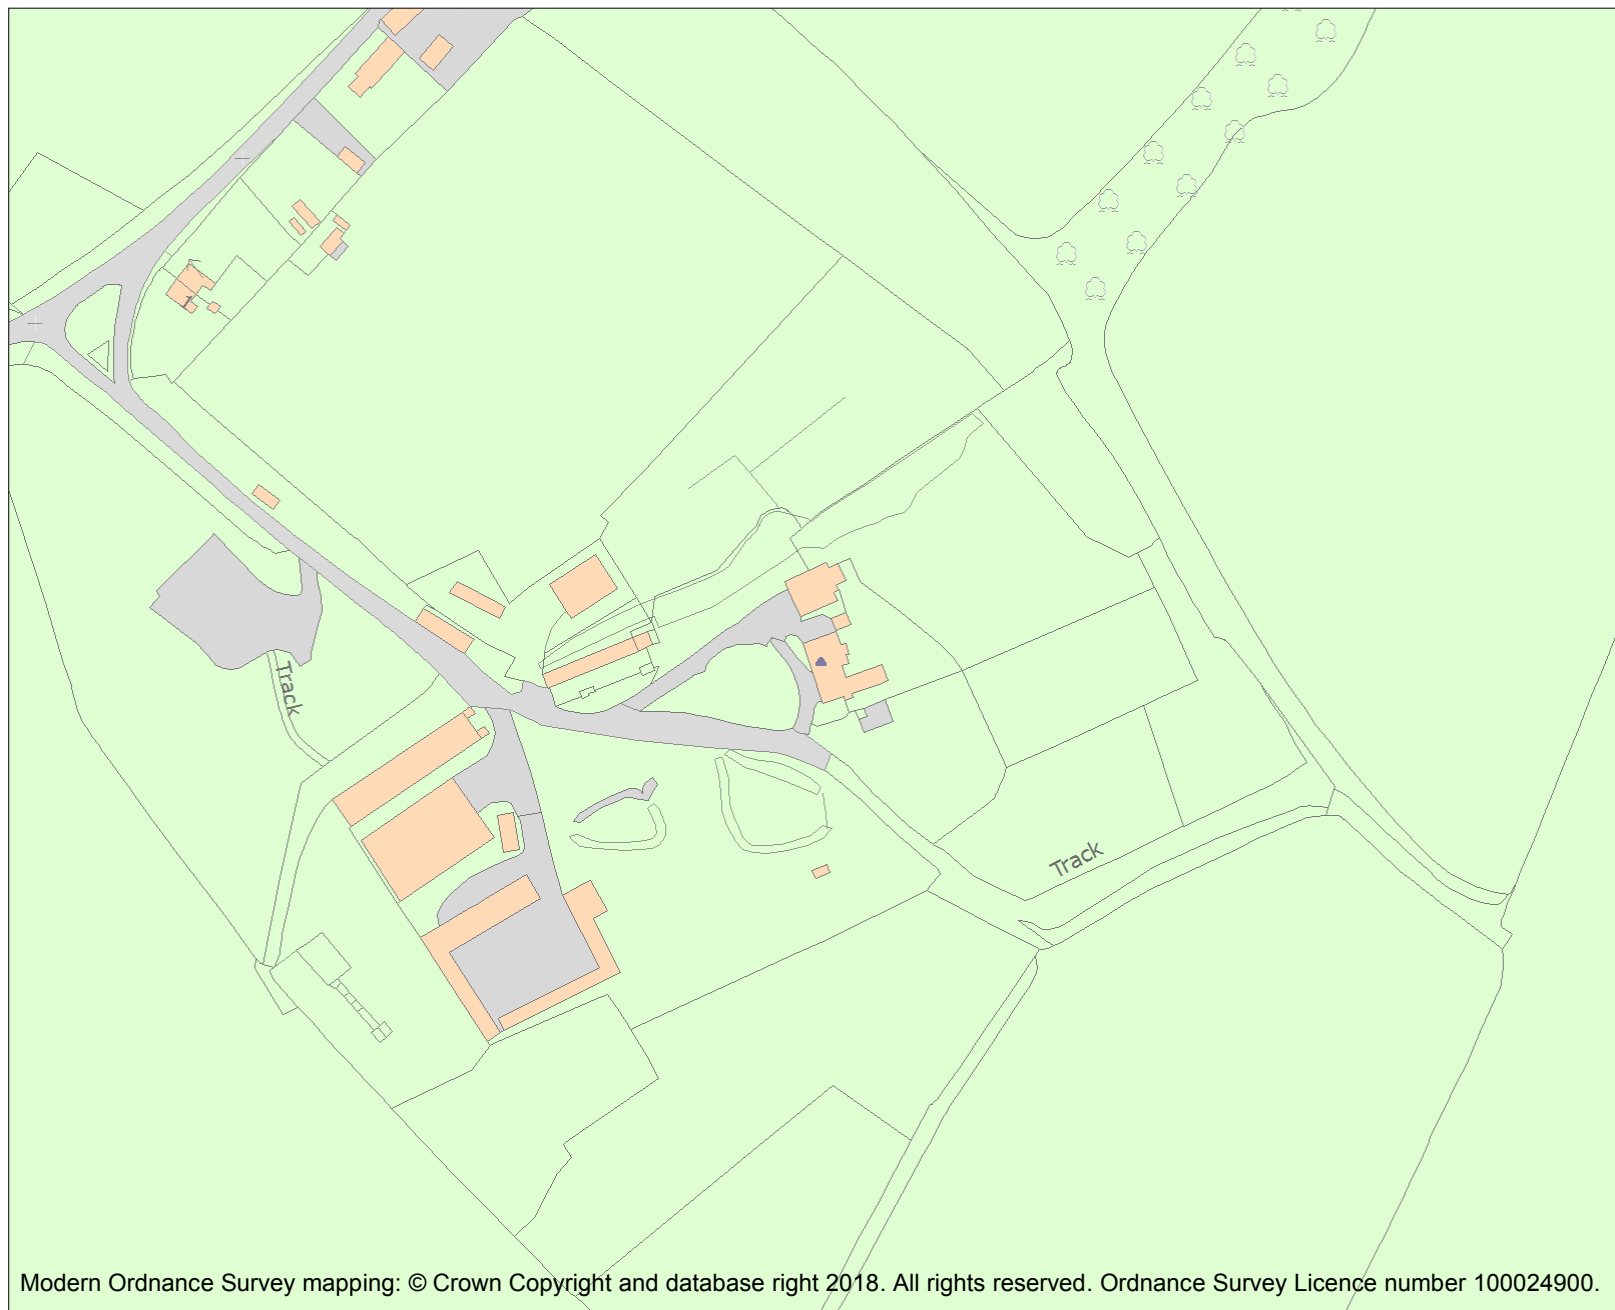 1
Track
Track
Modern Ordnance Survey mapping: © Crown Copyright and database right 2018. All rights reserved. Ordnance Survey Licence number 100024900.